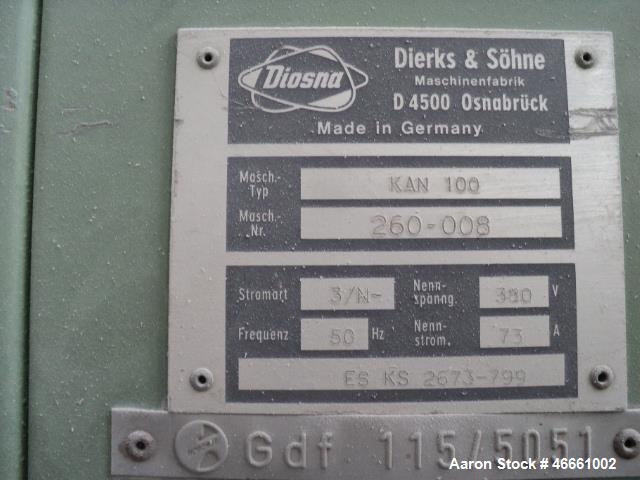 Diosna
Dierks & Söhne
Maschinenfabrik
D 4500 Osnabrück
Made in Germany
Masch.-
Typ
KAN 100
Masch.-
Nr.
260-008
Stromart
3/N~
Nenn-
spanng.
380
V
Frequenz
50
Hz
Nenn-
strom.
73
A
ES KS 2673-799
Gdf 115/5051
Aaron Stock # 46661002